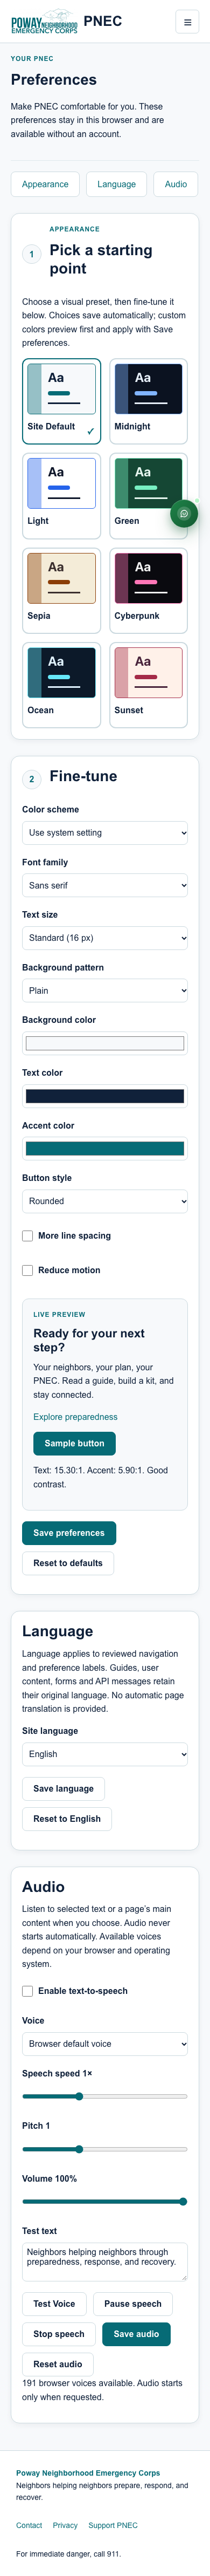 POWAY NEIGHBORHOOD
EMERGENCY CORPS
PNEC
YOUR PNEC
Preferences
Make PNEC comfortable for you. These
preferences stay in this browser and are
available without an account.
Appearance
Language
Audio
APPEARANCE
1
Pick a starting
point
Choose a visual preset, then fine-tune it
below. Choices save automatically; custom
colors preview first and apply with Save
preferences.
Aa
Site Default
✓
Aa
Midnight
Aa
Light
Aa
Green
Aa
Sepia
Aa
Cyberpunk
Aa
Ocean
Aa
Sunset
2
Fine-tune
Color scheme
Use system setting
Font family
Sans serif
Text size
Standard (16 px)
Background pattern
Plain
Background color
Text color
Accent color
Button style
Rounded
More line spacing
Reduce motion
LIVE PREVIEW
Ready for your next
step?
Your neighbors, your plan, your
PNEC. Read a guide, build a kit, and
stay connected.
Explore preparedness
Sample button
Text: 15.30:1. Accent: 5.90:1. Good
contrast.
Save preferences
Reset to defaults
Language
Language applies to reviewed navigation
and preference labels. Guides, user
content, forms and API messages retain
their original language. No automatic page
translation is provided.
Site language
English
Save language
Reset to English
Audio
Listen to selected text or a page's main
content when you choose. Audio never
starts automatically. Available voices
depend on your browser and operating
system.
Enable text-to-speech
Voice
Browser default voice
Speech speed 1×
Pitch 1
Volume 100%
Test text
Neighbors helping neighbors through
preparedness, response, and recovery.
Test Voice
Pause speech
Stop speech
Save audio
Reset audio
191 browser voices available. Audio starts
only when requested.
Poway Neighborhood Emergency Corps
Neighbors helping neighbors prepare, respond, and
recover.
Contact
Privacy
Support PNEC
For immediate danger, call 911.